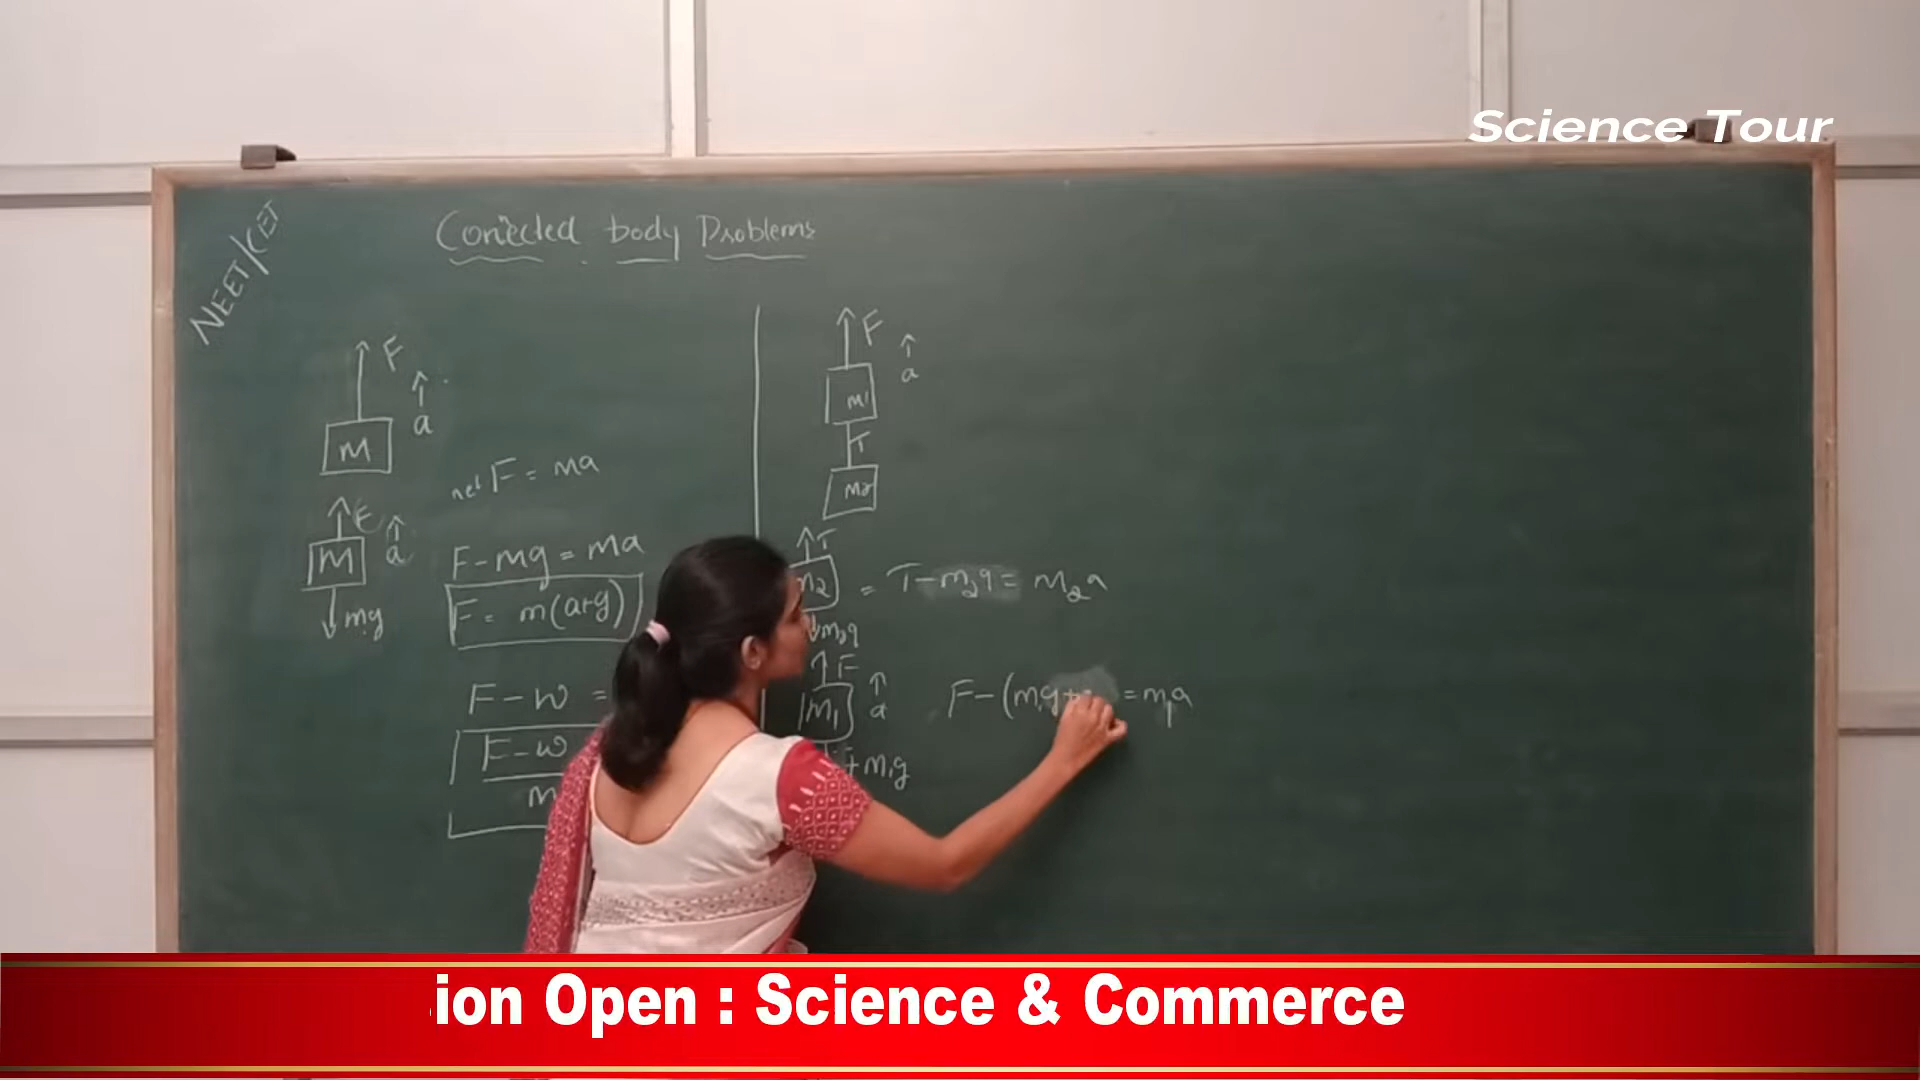 Science Tour
NEET/CET
Conected body Problems
F
a
m
net F = ma
F
m
a
mg
F - mg = ma
F = m(a+g)
F - w =
F - w
m
F
a
m1
T
m2
T
m2
m2g
= T - m2g = m2a
F
m1
a
+ m1g
F - (m1g+ = m1a
ion Open : Science & Commerce